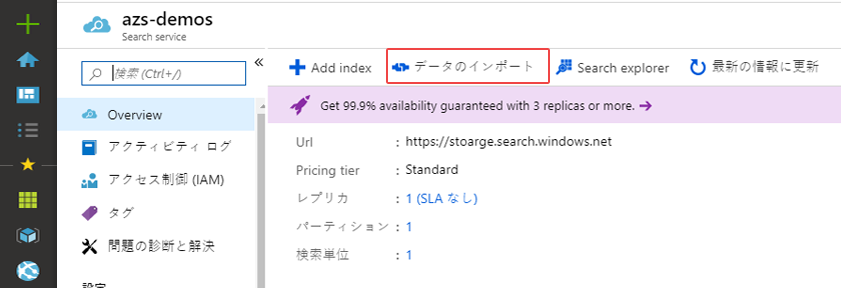 azs-demos
Search service
検索 (Ctrl+/)
«
Overview
アクティビティ ログ
アクセス制御 (IAM)
タグ
問題の診断と解決
設定
Add index
データのインポート
Search explorer
最新の情報に更新
Get 99.9% availability guaranteed with 3 replicas or more. →
Url : https://stoarge.search.windows.net
Pricing tier : Standard
レプリカ : 1 (SLA なし)
パーティション : 1
検索単位 : 1